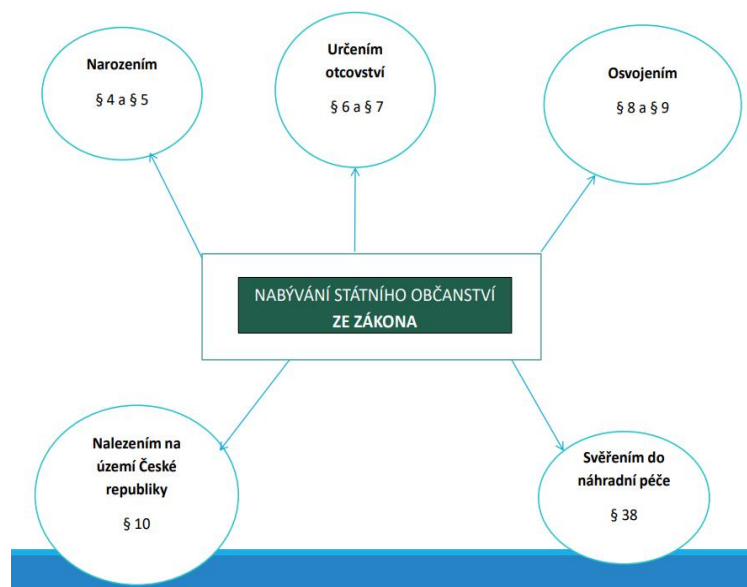 Narozením
§ 4 a § 5
Určením
otcovství
§ 6 a § 7
Osvojením
§ 8 a § 9
NABÝVÁNÍ STÁTNÍHO OBČANSTVÍ
ZE ZÁKONA
Nalezením na
území České
republiky
§ 10
Svěřením do
náhradní péče
§ 38